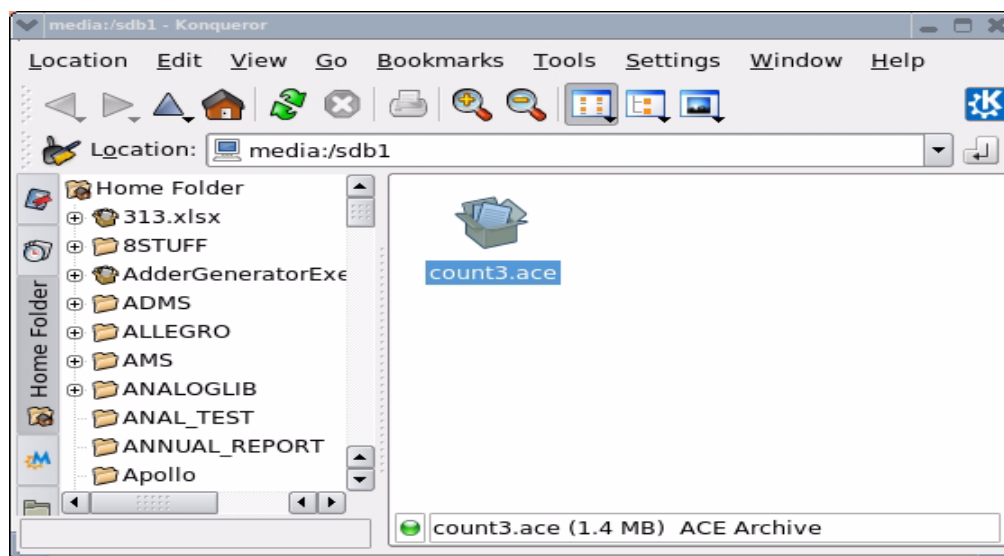 media:/sdb1 - Konqueror
Location Edit View Go Bookmarks Tools Settings Window Help
Location: media:/sdb1
Home Folder
Home Folder
313.xlsx
8STUFF
AdderGeneratorExe
ADMS
ALLEGRO
AMS
ANALOGLIB
ANAL_TEST
ANNUAL_REPORT
Apollo
count3.ace
count3.ace (1.4 MB) ACE Archive